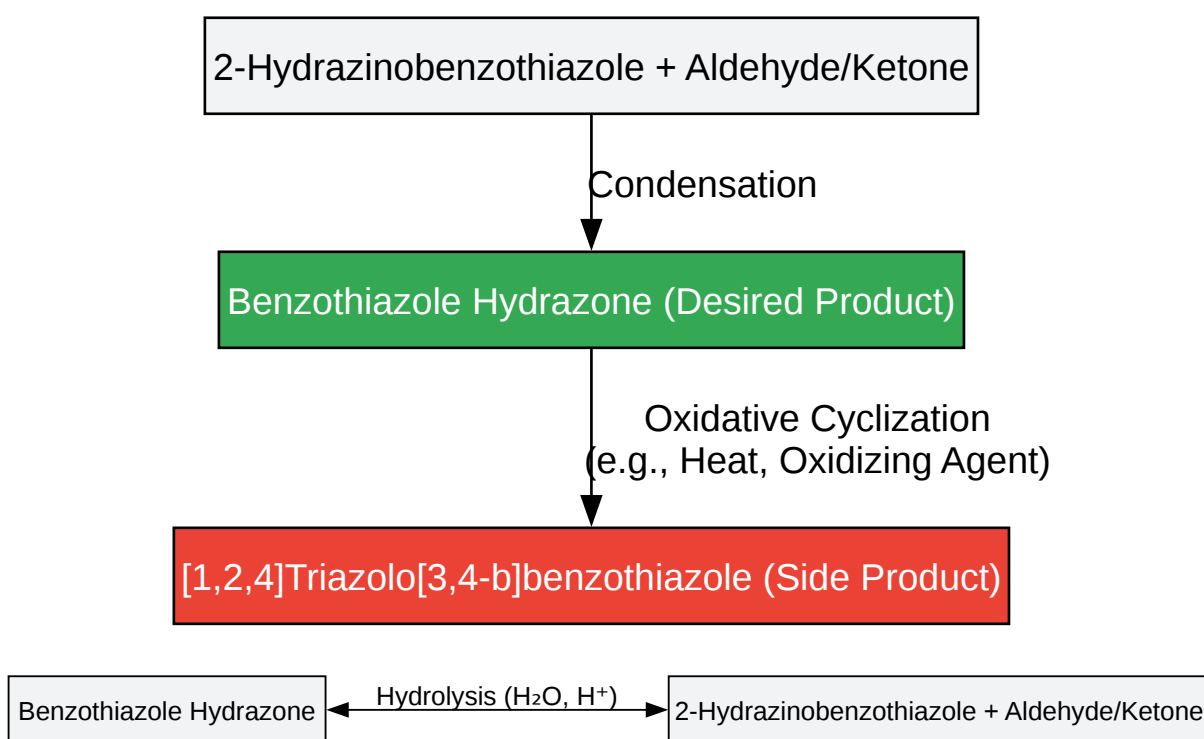 2-Hydrazinobenzothiazole + Aldehyde/Ketone
Condensation
Benzothiazole Hydrazone (Desired Product)
Oxidative Cyclization
(e.g., Heat, Oxidizing Agent)
[1,2,4]Triazolo[3,4-b]benzothiazole (Side Product)
Benzothiazole Hydrazone
Hydrolysis (H₂O, H⁺)
2-Hydrazinobenzothiazole + Aldehyde/Ketone